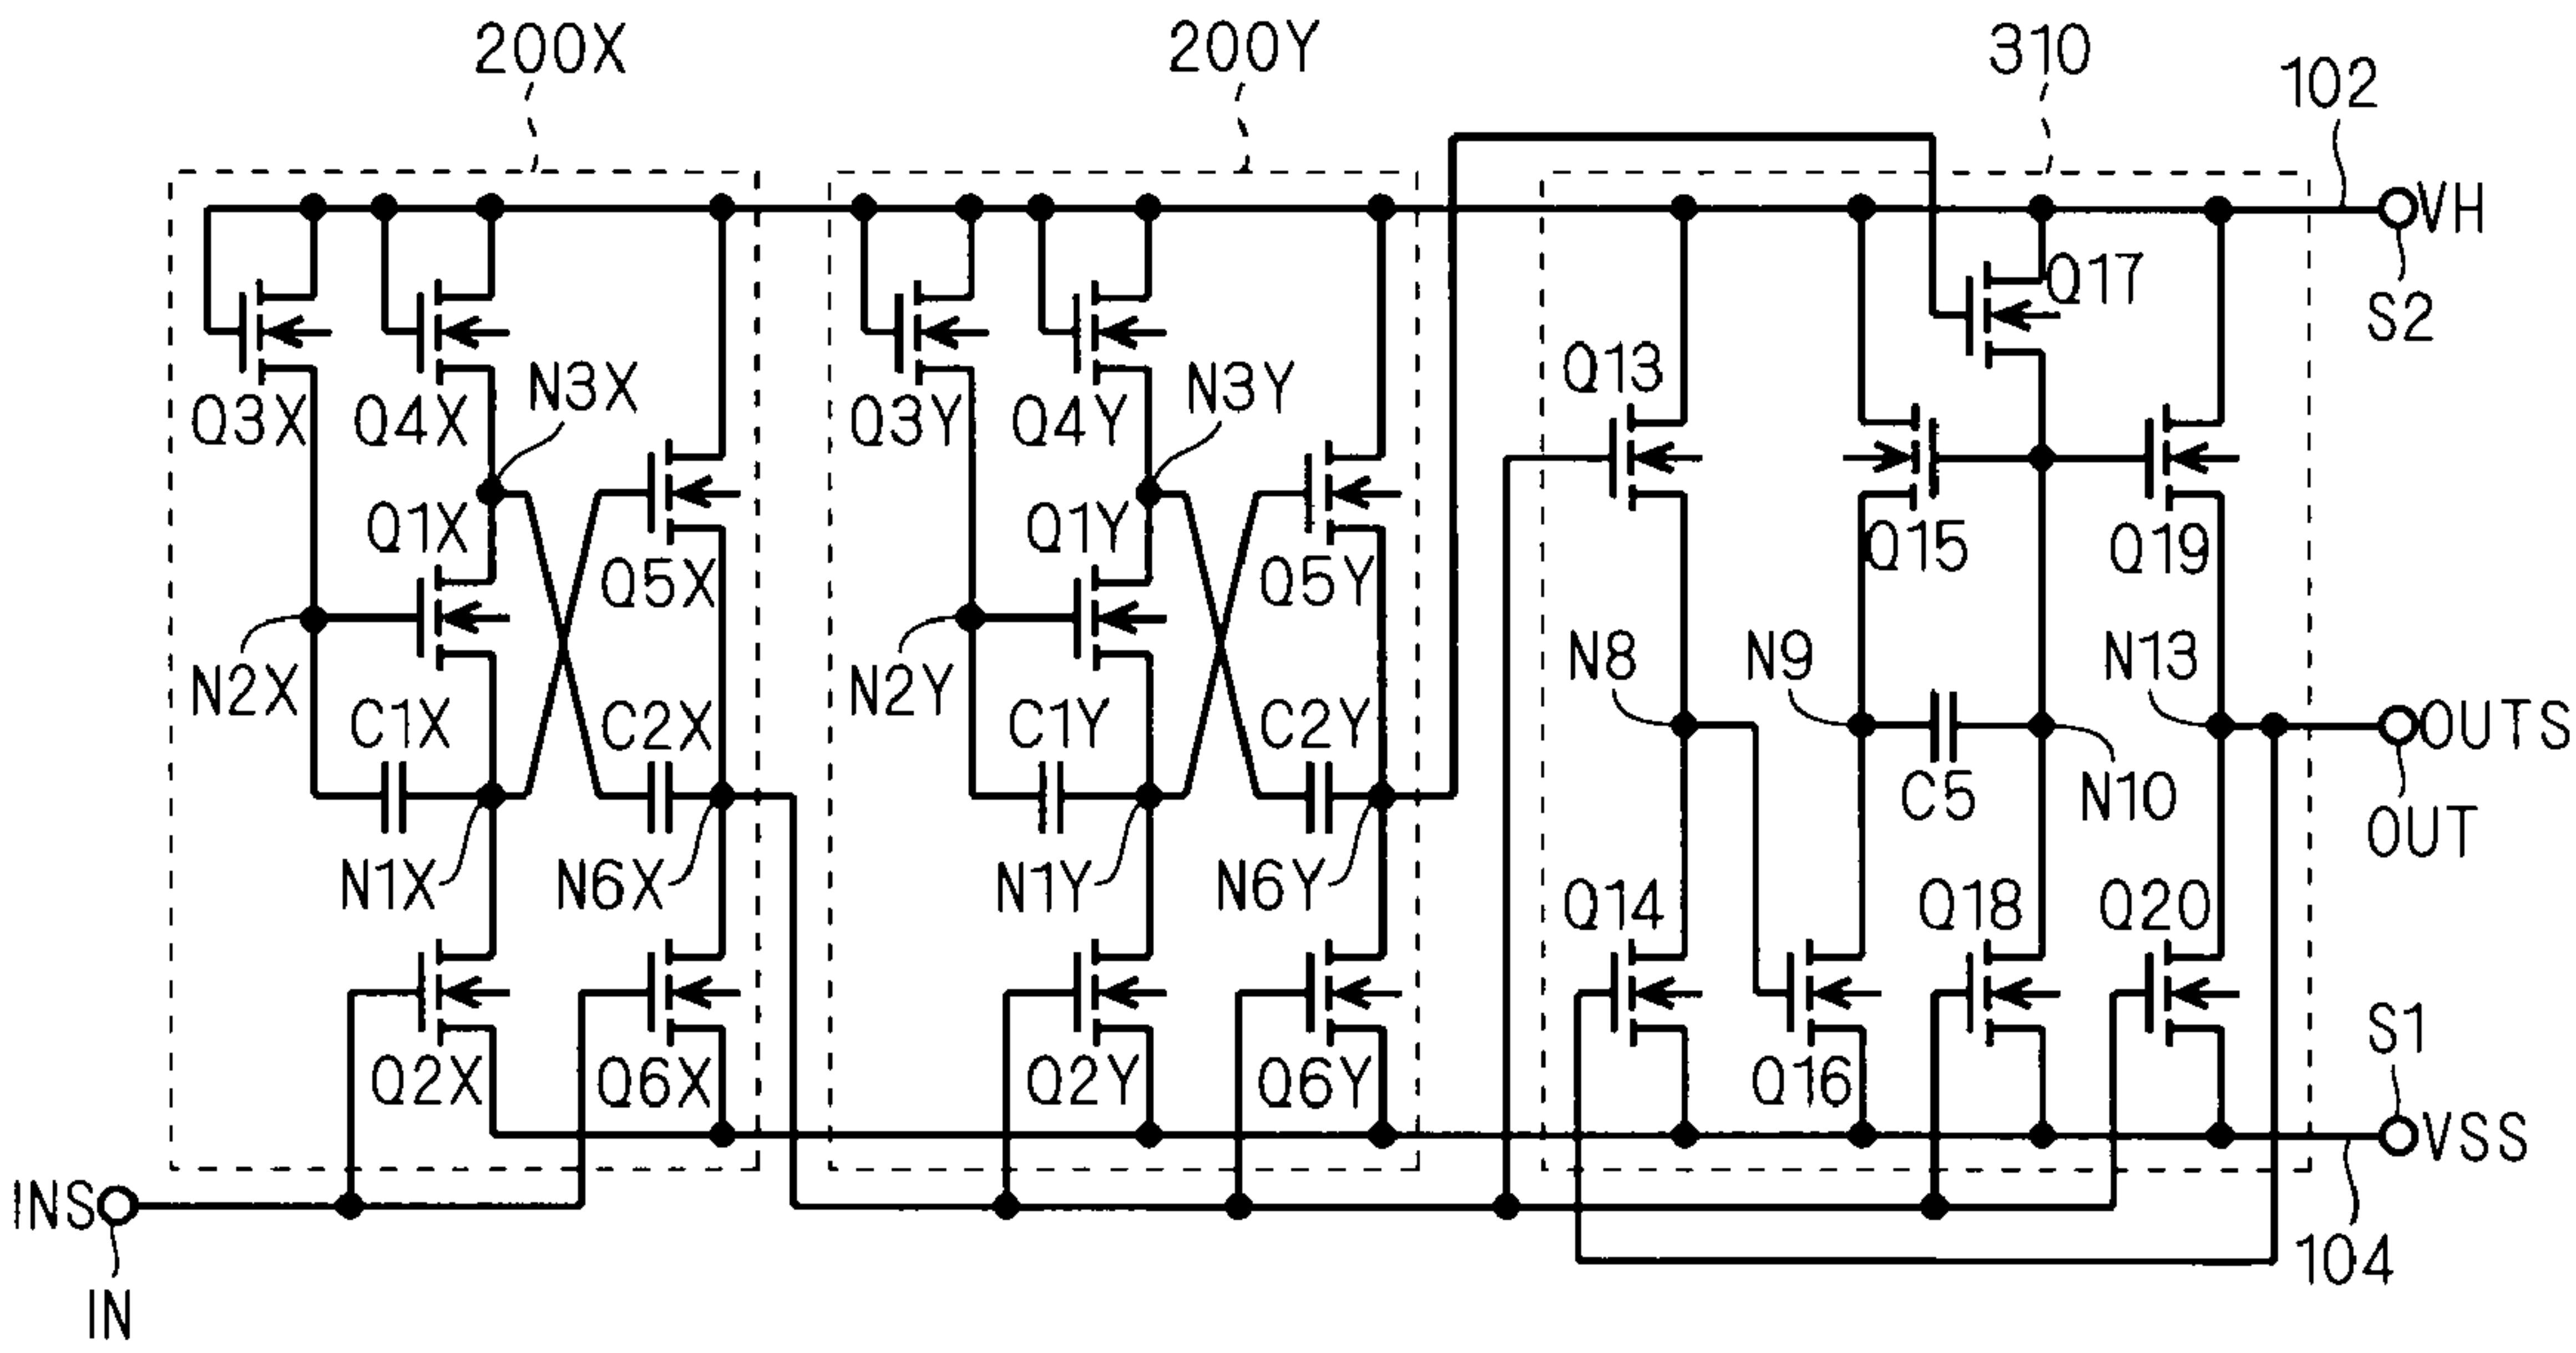 200X 200Y 310 102
VH
S2
Q17
Q13
N3X N3Y
Q3X Q4X Q3Y Q4Y
Q1X Q1Y
Q5X Q5Y Q15 Q19
N2X N2Y N8 N9 N13
C1X C2X C1Y C2Y OUTS
C5 N10
OUT
N1X N6X N1Y N6Y Q14 Q18 Q20
S1
Q2X Q6X Q2Y Q6Y Q16
VSS
INS
104
IN